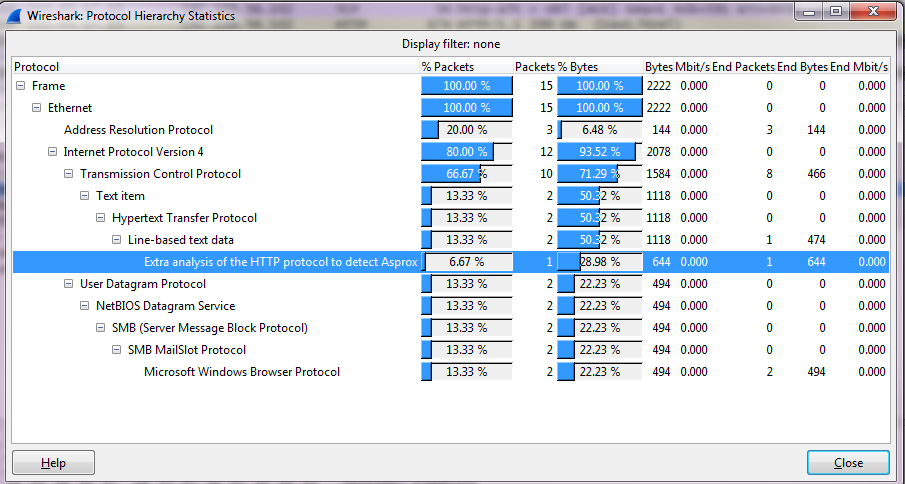 Wireshark: Protocol Hierarchy Statistics
Display filter: none
Protocol % Packets Packets % Bytes Bytes Mbit/s End Packets End Bytes End Mbit/s
Frame 100.00 % 15 100.00 % 2222 0.000 0 0 0.000
Ethernet 100.00 % 15 100.00 % 2222 0.000 0 0 0.000
Address Resolution Protocol 20.00 % 3 6.48 % 144 0.000 3 144 0.000
Internet Protocol Version 4 80.00 % 12 93.52 % 2078 0.000 0 0 0.000
Transmission Control Protocol 66.67 % 10 71.29 % 1584 0.000 8 466 0.000
Text item 13.33 % 2 50.32 % 1118 0.000 0 0 0.000
Hypertext Transfer Protocol 13.33 % 2 50.32 % 1118 0.000 0 0 0.000
Line-based text data 13.33 % 2 50.32 % 1118 0.000 1 474 0.000
Extra analysis of the HTTP protocol to detect Asprox 6.67 % 1 28.98 % 644 0.000 1 644 0.000
User Datagram Protocol 13.33 % 2 22.23 % 494 0.000 0 0 0.000
NetBIOS Datagram Service 13.33 % 2 22.23 % 494 0.000 0 0 0.000
SMB (Server Message Block Protocol) 13.33 % 2 22.23 % 494 0.000 0 0 0.000
SMB MailSlot Protocol 13.33 % 2 22.23 % 494 0.000 0 0 0.000
Microsoft Windows Browser Protocol 13.33 % 2 22.23 % 494 0.000 2 494 0.000
Help Close